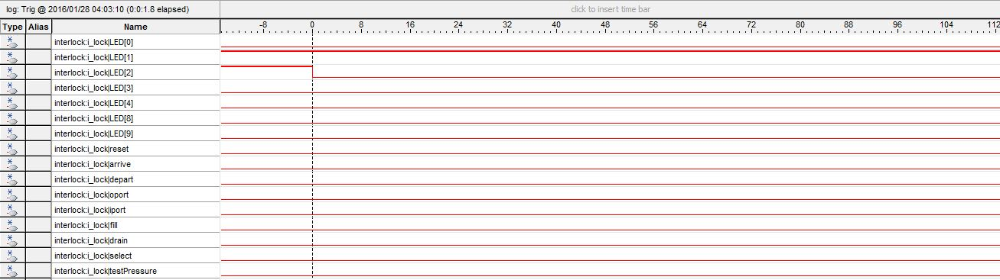 log: Trig @ 2016/01/28 04:03:10 (0:0:1.8 elapsed) click to insert time bar
Type Alias Name -8 0 8 16 24 32 40 48 56 64 72 80 88 96 104 112
interlock:i_lock|LED[0]
interlock:i_lock|LED[1]
interlock:i_lock|LED[2]
interlock:i_lock|LED[3]
interlock:i_lock|LED[4]
interlock:i_lock|LED[8]
interlock:i_lock|LED[9]
interlock:i_lock|reset
interlock:i_lock|arrive
interlock:i_lock|depart
interlock:i_lock|oport
interlock:i_lock|iport
interlock:i_lock|fill
interlock:i_lock|drain
interlock:i_lock|select
interlock:i_lock|testPressure